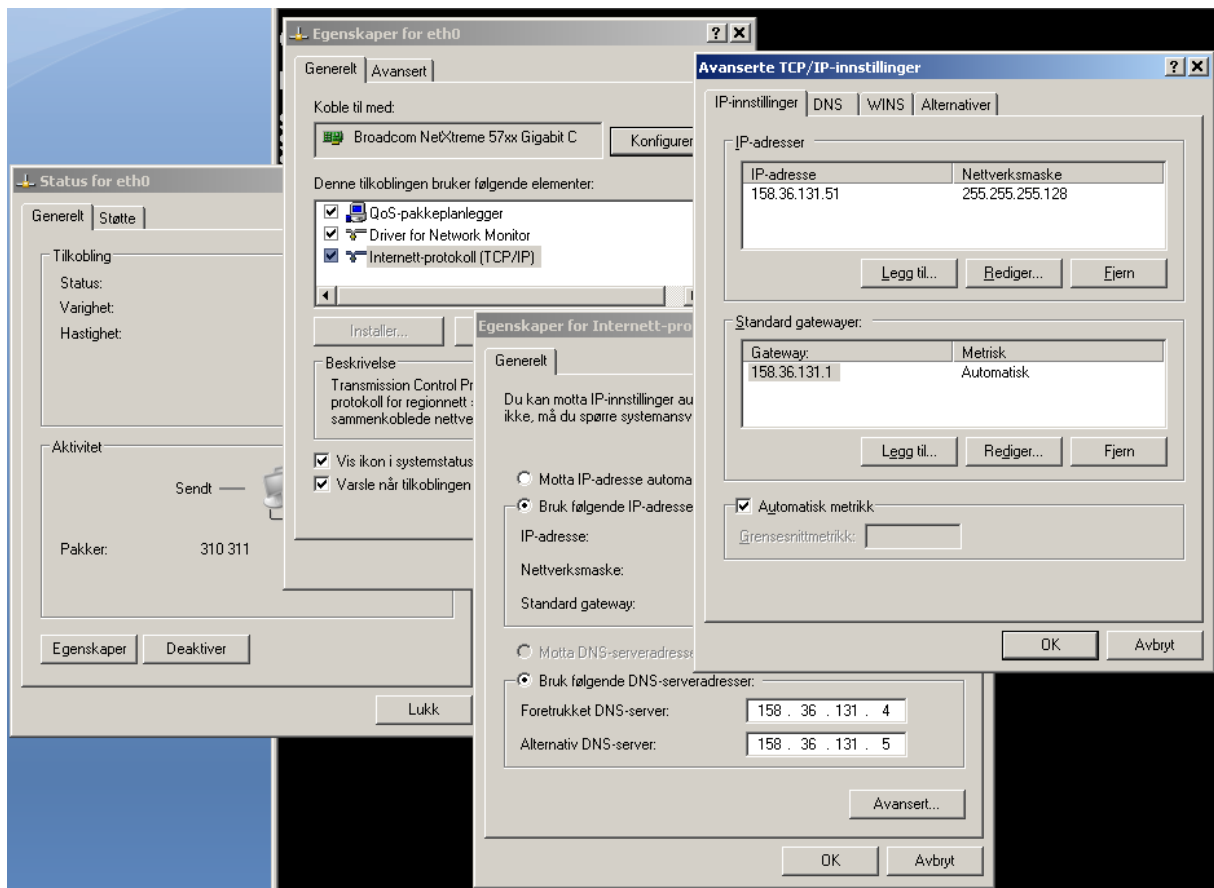 Egenskaper for eth0
Generelt
Avansert
Koble til med:
Broadcom NetXtreme 57xx Gigabit C
Konfigurer
Denne tilkoblingen bruker følgende elementer:
QoS-pakkeplanlegger
Driver for Network Monitor
Internett-protokoll (TCP/IP)
Installer...
Beskrivelse
Transmission Control Pr
protokoll for regionnett
sammenkoblede nettve
Vis ikon i systemstatus
Varsle når tilkoblingen
Status for eth0
Generelt
Støtte
Tilkobling
Status:
Varighet:
Hastighet:
Aktivitet
Sendt
Pakker: 310 311
Egenskaper
Deaktiver
Lukk
Egenskaper for Internett-pro
Generelt
Du kan motta IP-innstillinger au
ikke, må du spørre systemansv
Motta IP-adresse automa
Bruk følgende IP-adresse
IP-adresse:
Nettverksmaske:
Standard gateway:
Motta DNS-serveradresse
Bruk følgende DNS-serveradresser:
Foretrukket DNS-server: 158 . 36 . 131 . 4
Alternativ DNS-server: 158 . 36 . 131 . 5
Avansert...
OK
Avbryt
Avanserte TCP/IP-innstillinger
IP-innstillinger
DNS
WINS
Alternativer
IP-adresser
IP-adresse Nettverksmaske
158.36.131.51 255.255.255.128
Legg til...
Rediger...
Fjern
Standard gatewayer:
Gateway: Metrisk
158.36.131.1 Automatisk
Legg til...
Rediger...
Fjern
Automatisk metrikk
Grensesnittmetrikk:
OK
Avbryt